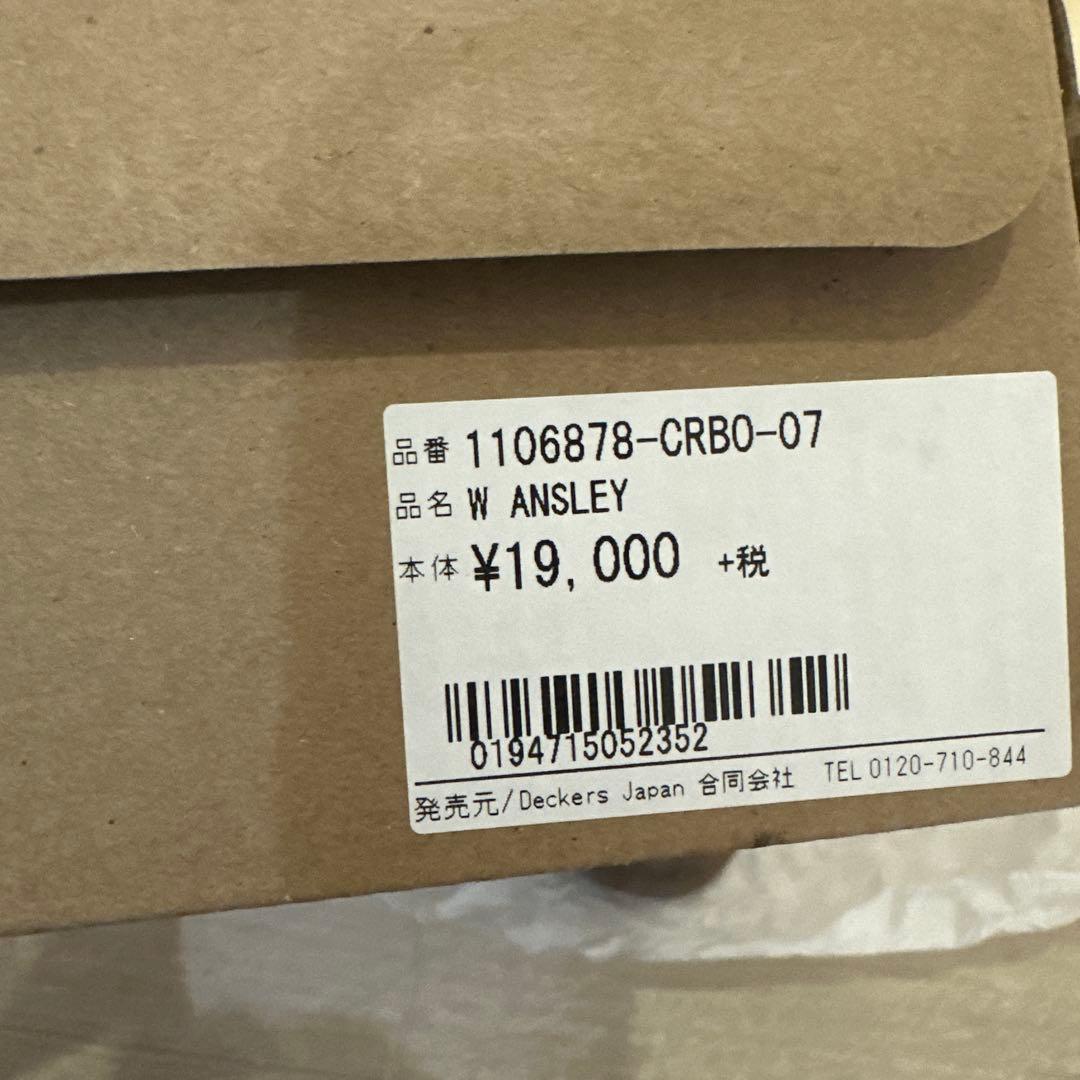 品番 1106878-CRBO-07
品名 W ANSLEY
本体 ¥19,000 +税
0194715052352
発売元/Deckers Japan 合同会社 TEL 0120-710-844